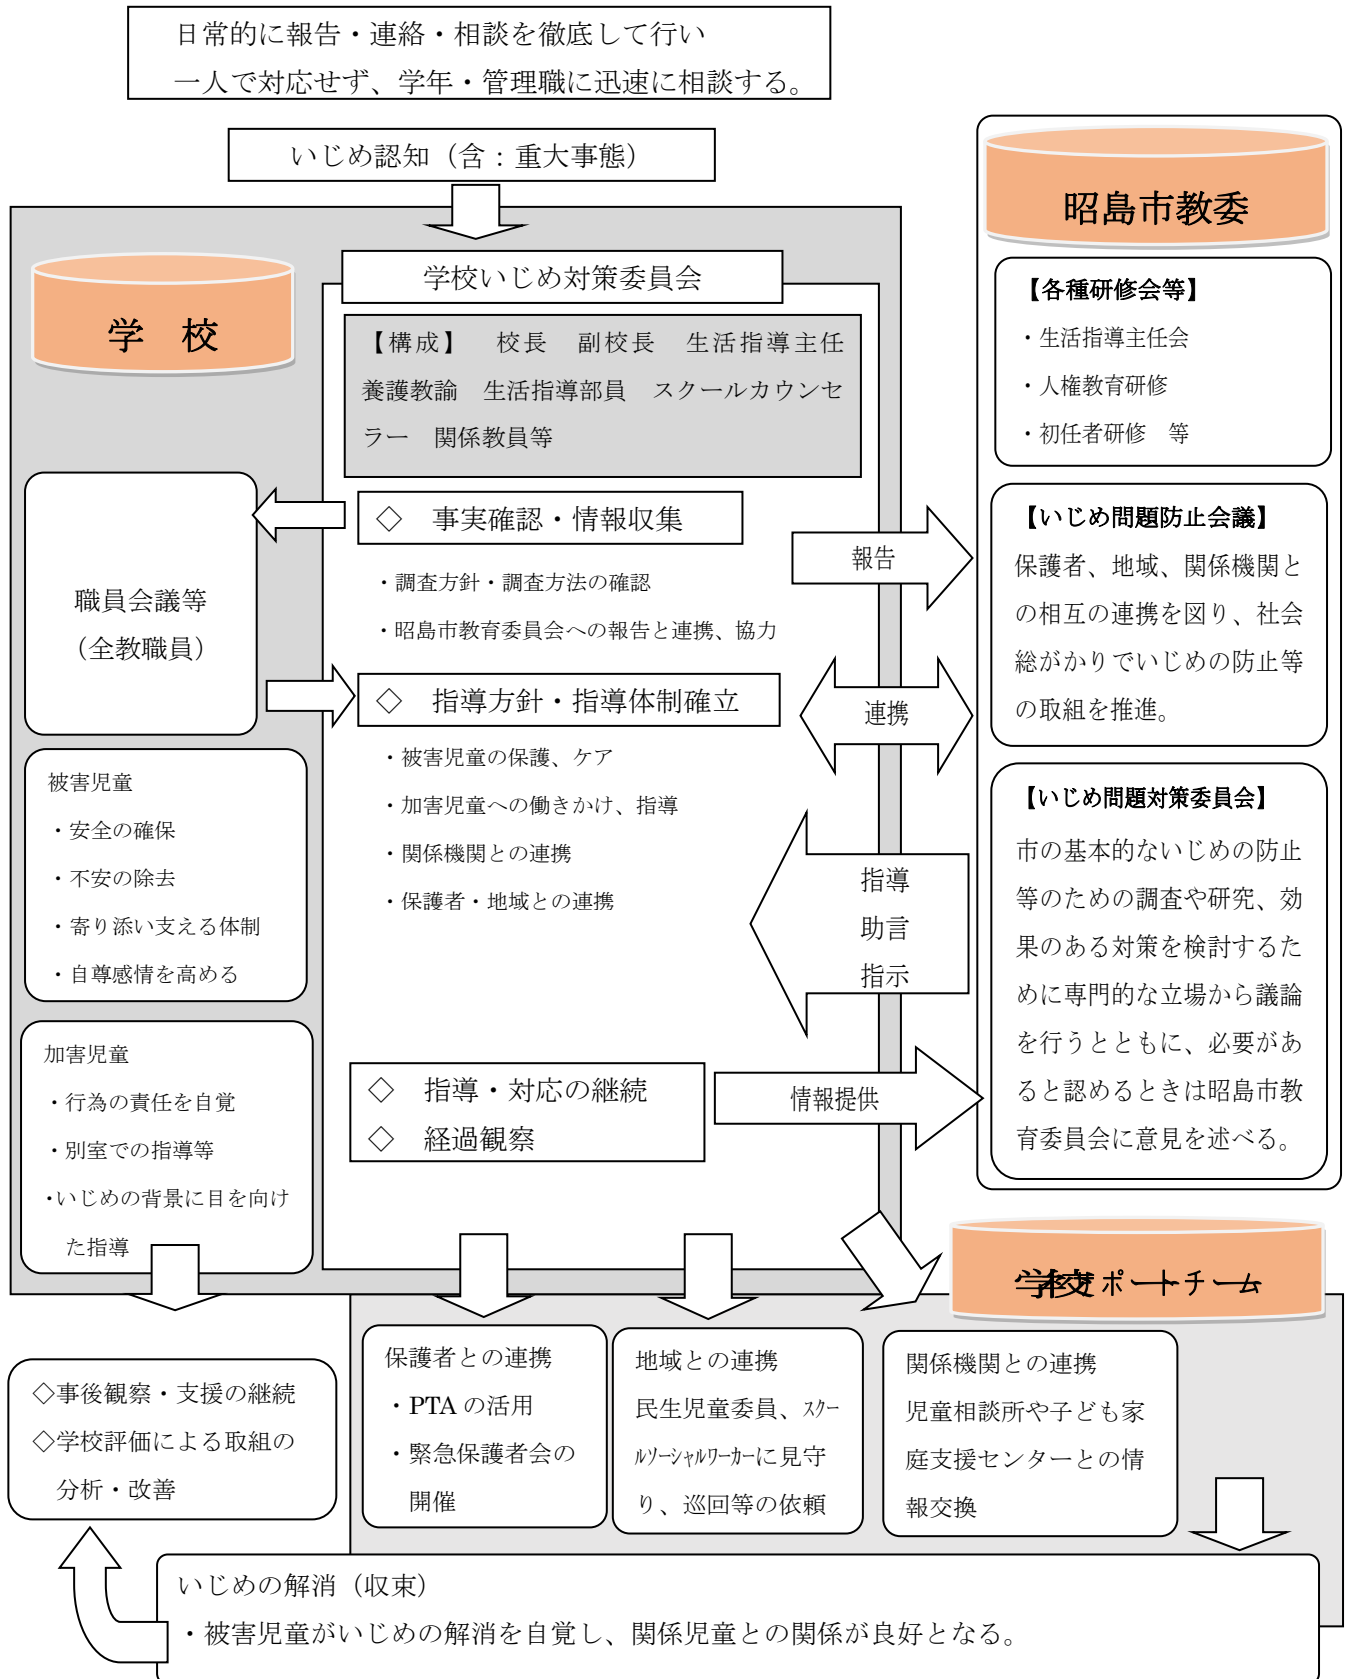 日常的に報告・連絡・相談を徹底して行い
一人で対応せず、学年・管理職に迅速に相談する。
いじめ認知（含：重大事態）
学　校
学校いじめ対策委員会
【構成】　校長　副校長　生活指導主任
養護教諭　生活指導部員　スクールカウンセ
ラー　関係教員等
職員会議等
（全教職員）
◇　事実確認・情報収集
・調査方針・調査方法の確認
・昭島市教育委員会への報告と連携、協力
◇　指導方針・指導体制確立
・被害児童の保護、ケア
・加害児童への働きかけ、指導
・関係機関との連携
・保護者・地域との連携
被害児童
・安全の確保
・不安の除去
・寄り添い支える体制
・自尊感情を高める
加害児童
・行為の責任を自覚
・別室での指導等
・いじめの背景に目を向け
た指導
◇　指導・対応の継続
◇　経過観察
報告
連携
指導
助言
指示
情報提供
昭島市教委
【各種研修会等】
・生活指導主任会
・人権教育研修
・初任者研修　等
【いじめ問題防止会議】
保護者、地域、関係機関と
の相互の連携を図り、社会
総がかりでいじめの防止等
の取組を推進。
【いじめ問題対策委員会】
市の基本的ないじめの防止
等のための調査や研究、効
果のある対策を検討するた
めに専門的な立場から議論
を行うとともに、必要があ
ると認めるときは昭島市教
育委員会に意見を述べる。
学校サポートチーム
保護者との連携
・PTA の活用
・緊急保護者会の
開催
地域との連携
民生児童委員、ｽｸｰ
ﾙｿｰｼｬﾙﾜｰｶｰに見守
り、巡回等の依頼
関係機関との連携
児童相談所や子ども家
庭支援センターとの情
報交換
◇事後観察・支援の継続
◇学校評価による取組の
分析・改善
いじめの解消（収束）
・被害児童がいじめの解消を自覚し、関係児童との関係が良好となる。